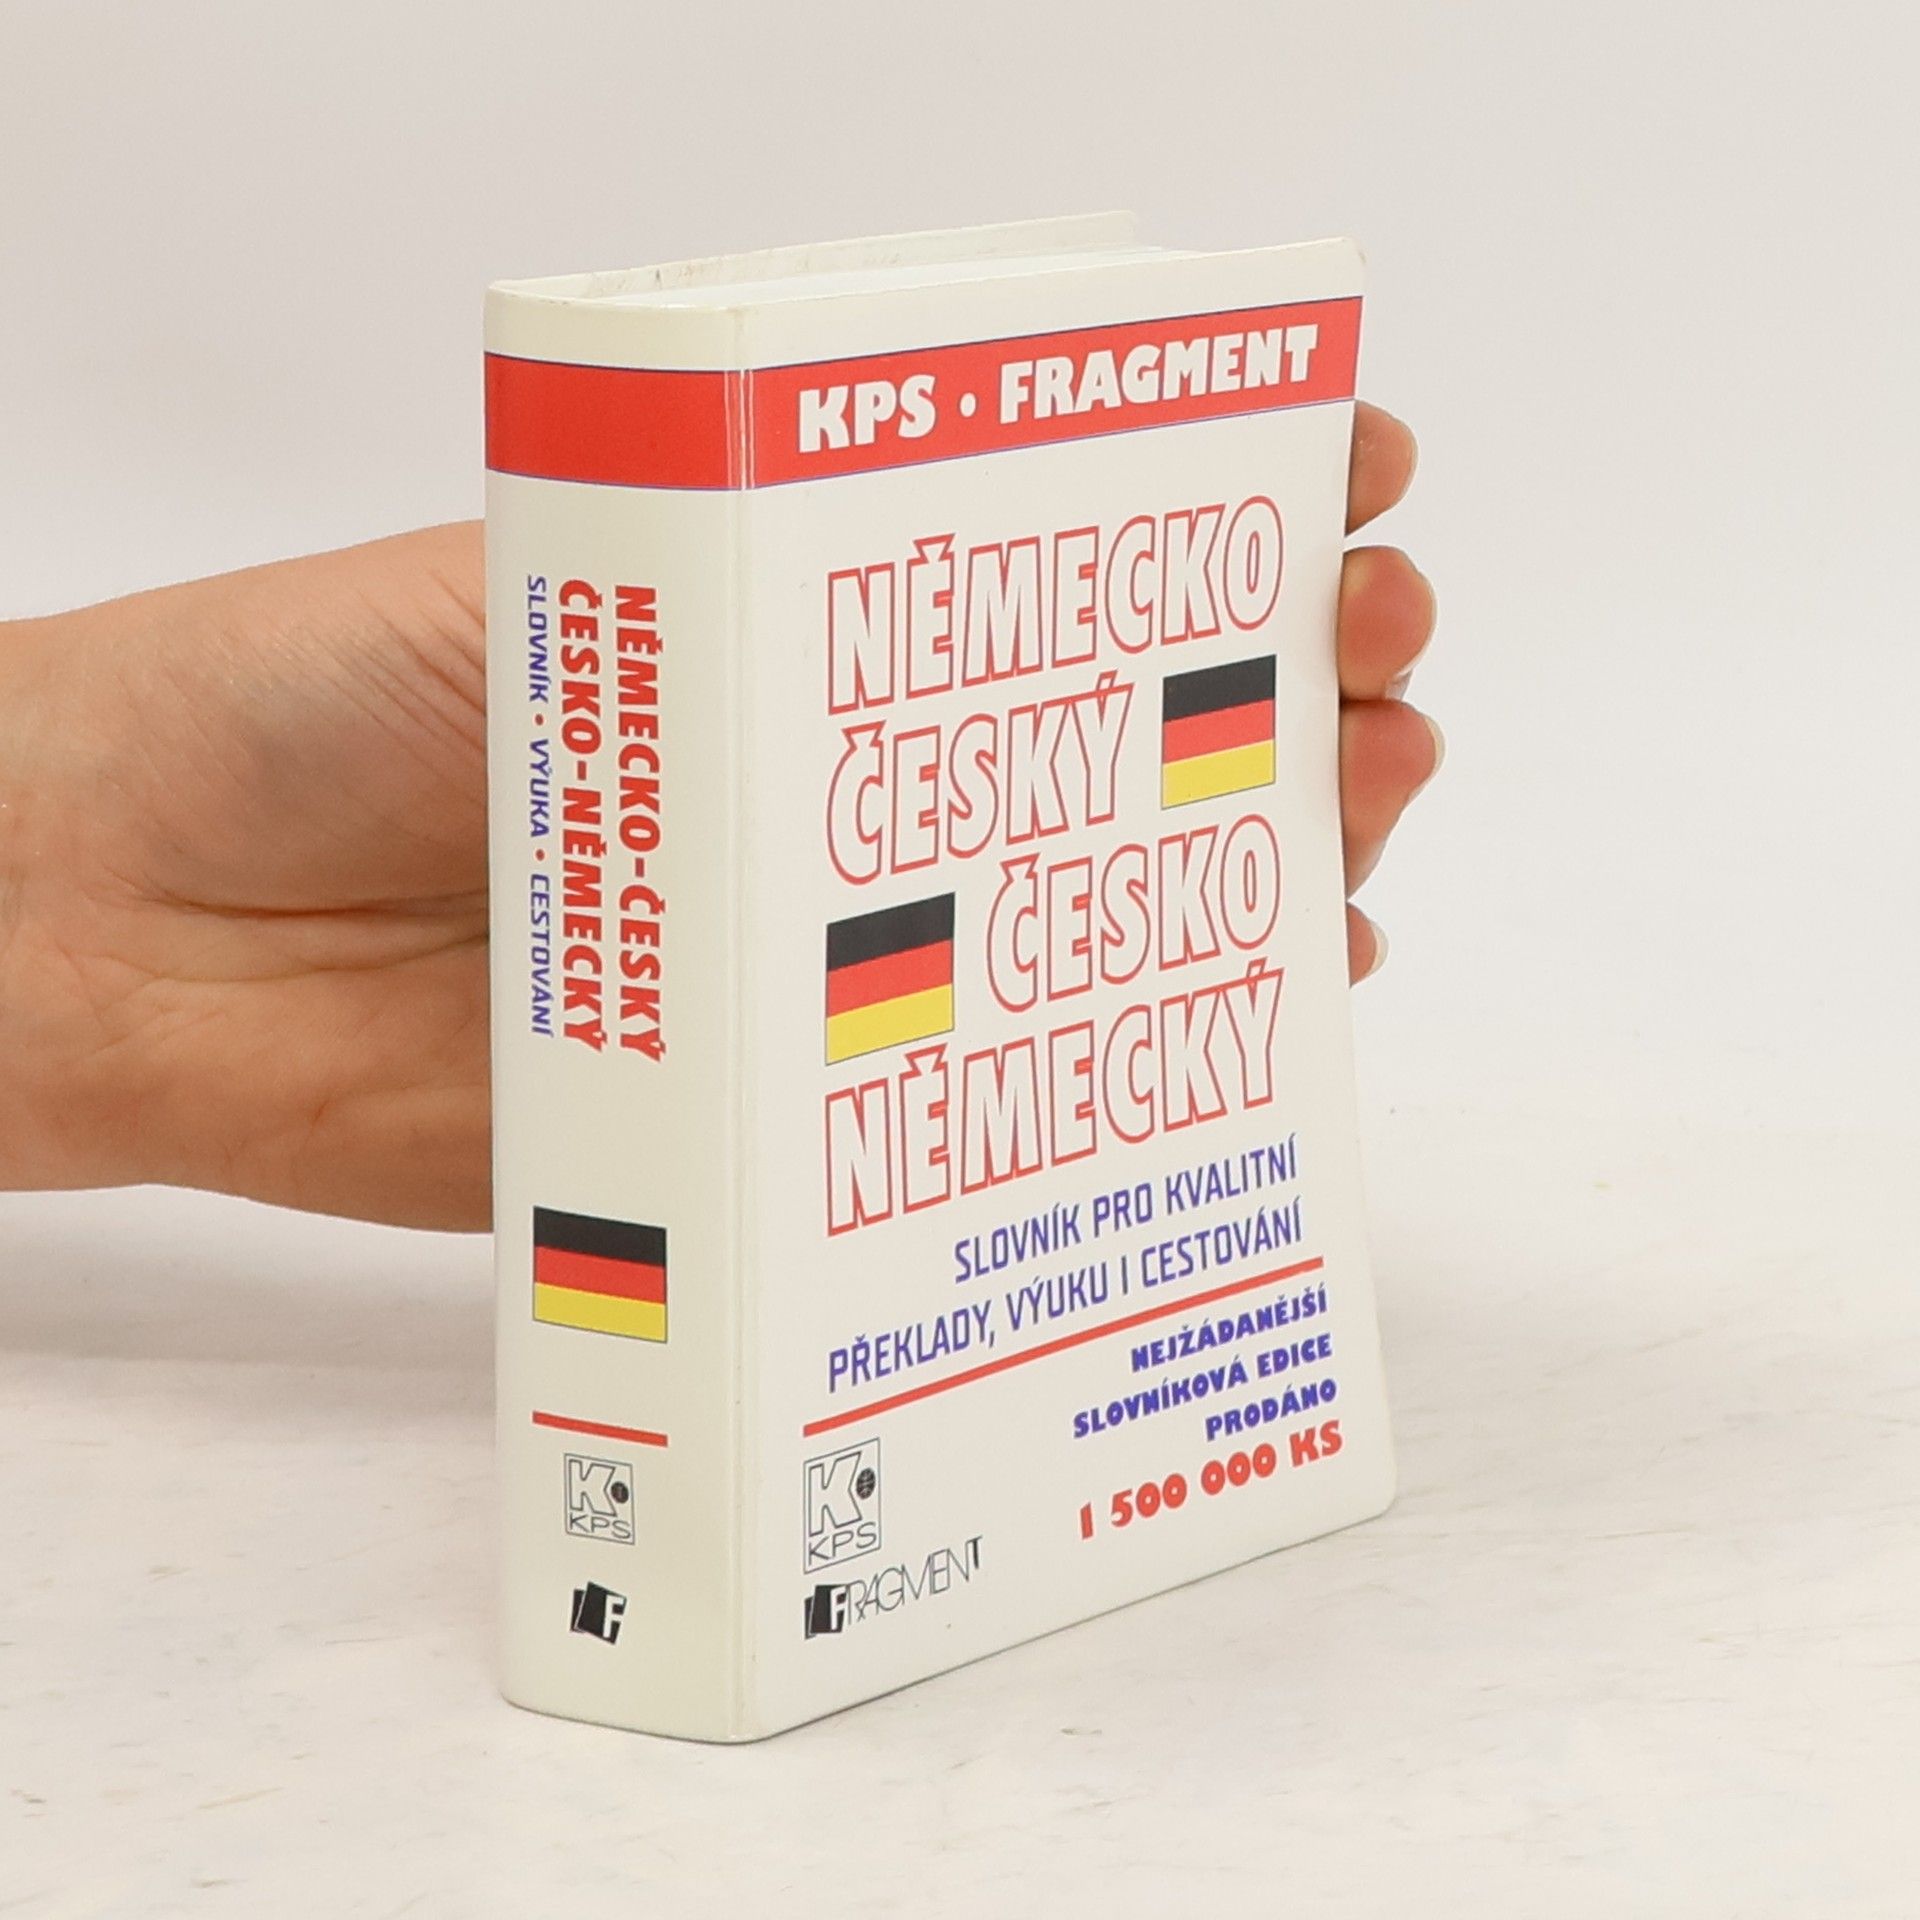 KPS • FRAGMENT
NĚMECKO
ČESKÝ
ČESKO
NĚMECKÝ
SLOVNÍK PRO KVALITNÍ
PŘEKLADY, VÝUKU I CESTOVÁNÍ
NEJŽÁDANĚJŠÍ
SLOVNÍKOVÁ EDICE
PRODÁNO
1 500 000 KS
K
KPS
FRAGMENT
NĚMECKO-ČESKÝ
ČESKO-NĚMECKÝ
SLOVNÍK • VÝUKA • CESTOVÁNÍ
K
KPS
F